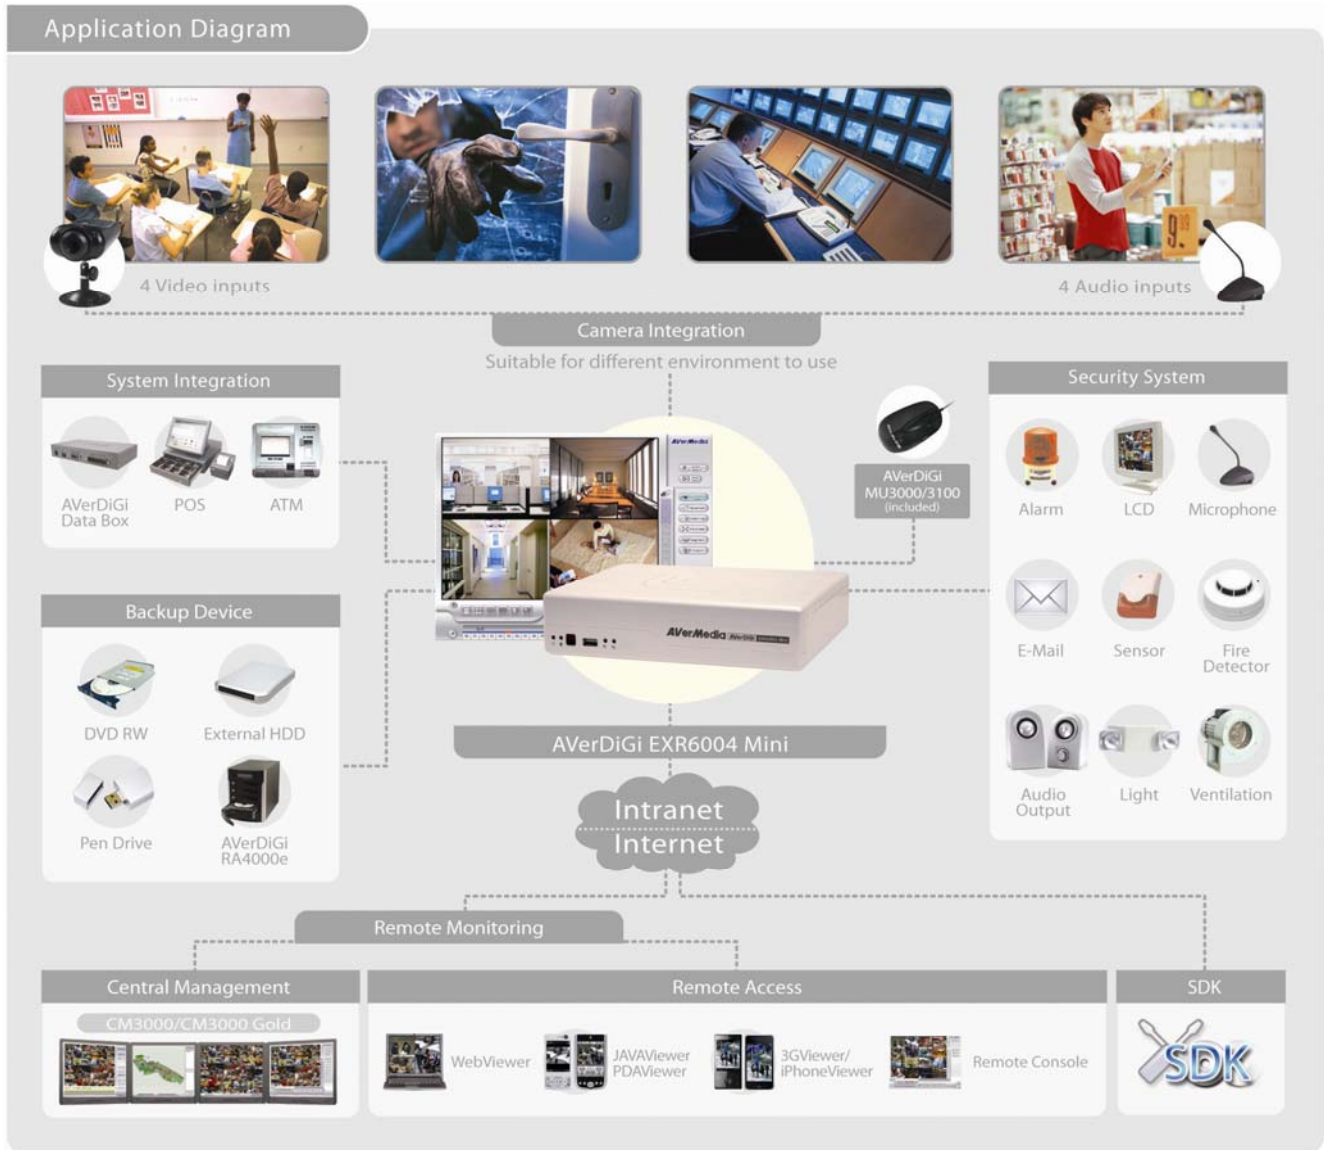 Application Diagram
4 Video inputs
4 Audio inputs
Camera Integration
Suitable for different environment to use
System Integration
AVerDiGi
Data Box
POS
ATM
AVerMedia
AVerDiGi
MU3000/3100
(included)
Security System
Alarm
LCD
Microphone
E-Mail
Sensor
Fire
Detector
Audio
Output
Light
Ventilation
Backup Device
DVD RW
External HDD
Pen Drive
AVerDiGi
RA4000e
AVerMedia AVerDiGi
AVerDiGi EXR6004 Mini
Intranet
Internet
Remote Monitoring
Central Management
CM3000/CM3000 Gold
Remote Access
WebViewer
JAVAViewer
PDAViewer
3GViewer/
iPhoneViewer
Remote Console
SDK
SDK